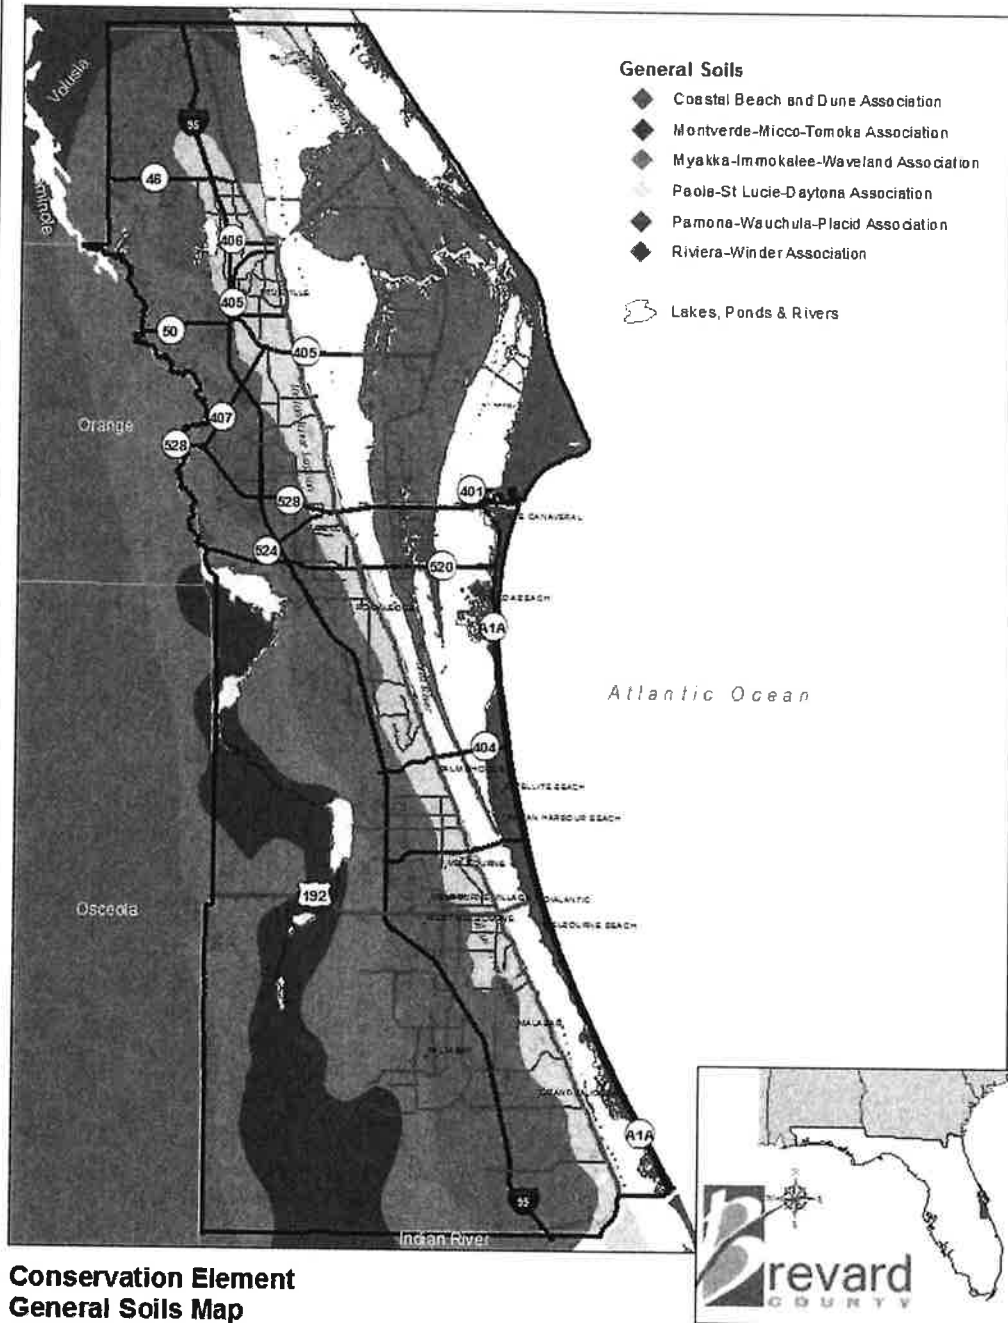 General Soils
Coastal Beach and Dune Association
Montverde-Micco-Tomoka Association
Myakka-Immokalee-Waveland Association
Paola-St Lucie-Daytona Association
Pamona-Wauchula-Placid Association
Riviera-Winder Association
Lakes, Ponds & Rivers
Volusia
95
46
406
405
50
405
Orange
407
528
401
528
524
520
A1A
Atlantic Ocean
404
192
Osceola
MALABAR
A1A
95
Indian River
Brevard
COUNTY
Conservation Element
General Soils Map